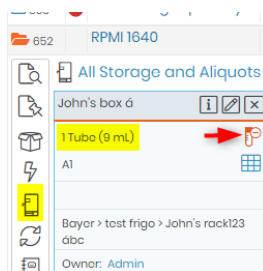 652 RPMI 1640
All Storage and Aliquots
John's box á
1 Tube (9 mL)
A1
Bayer > test frigo > John's rack123
ábc
Owner: Admin